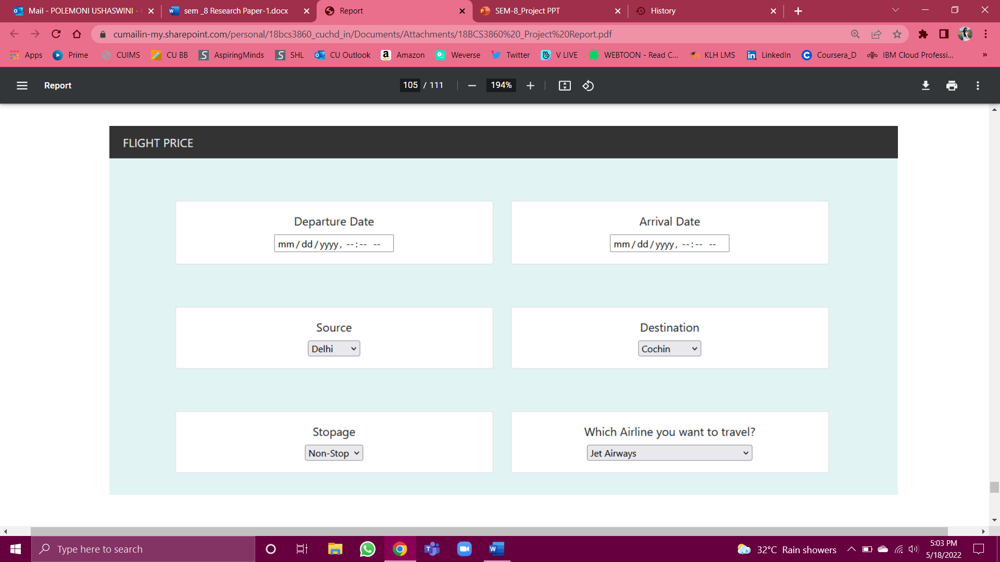 Mail - POLEMONI USHASWINI -
sem _8 Research Paper-1.docx
Report
SEM-8_Project PPT
History
cumailin-my.sharepoint.com/personal/18bcs3860_cuchd_in/Documents/Attachments/18BCS3860%20_Project%20Report.pdf
Apps
Prime
CUIMS
CU BB
AspiringMinds
SHL
CU Outlook
Amazon
Weverse
Twitter
V LIVE
WEBTOON - Read C...
KLH LMS
LinkedIn
Coursera_D
IBM Cloud Professi...
»
Report
105 / 111
194%
FLIGHT PRICE
Departure Date
mm/dd/yyyy, --:-- --
Arrival Date
mm/dd/yyyy, --:-- --
Source
Delhi
Destination
Cochin
Stopage
Non-Stop
Which Airline you want to travel?
Jet Airways
Type here to search
32°C Rain showers
5:03 PM
5/18/2022